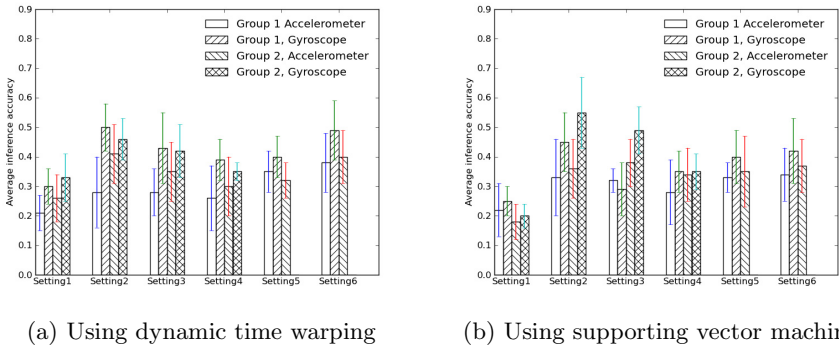 0.9
0.8
0.7
0.6
0.5
0.4
0.3
0.2
0.1
0.0
Average inference accuracy
Group 1 Accelerometer
Group 1, Gyroscope
Group 2, Accelerometer
Group 2, Gyroscope
Setting1 Setting2 Setting3 Setting4 Setting5 Setting6
(a) Using dynamic time warping
0.9
0.8
0.7
0.6
0.5
0.4
0.3
0.2
0.1
0.0
Average inference accuracy
Group 1 Accelerometer
Group 1, Gyroscope
Group 2, Accelerometer
Group 2, Gyroscope
Setting1 Setting2 Setting3 Setting4 Setting5 Setting6
(b) Using supporting vector machin